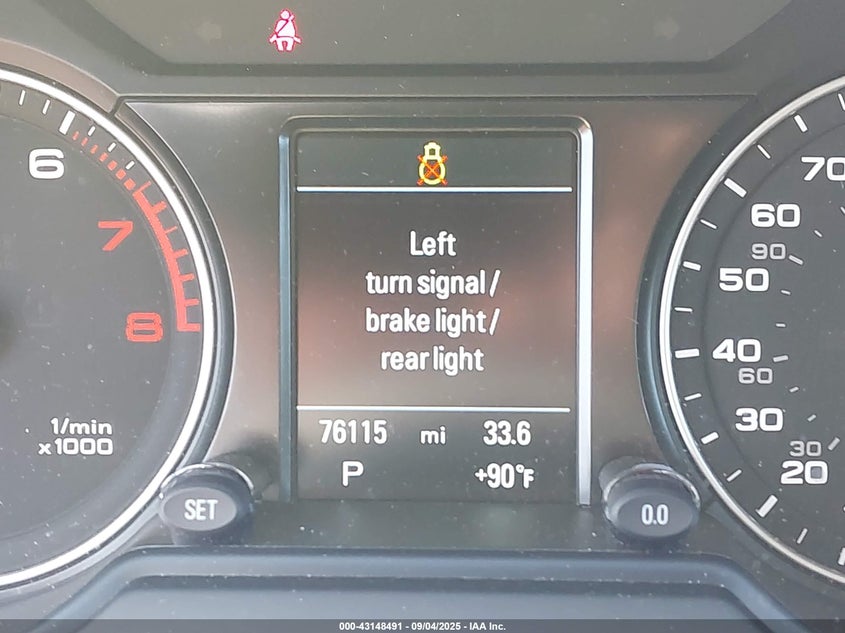 6
7
8
1/min
x1000
SET
Left
turn signal/
brake light/
rear light
76115 mi 33.6
P +90°F
70
60
90
50
40
60
30
30
20
0.0
000-43148491 - 09/04/2025 - IAA Inc.